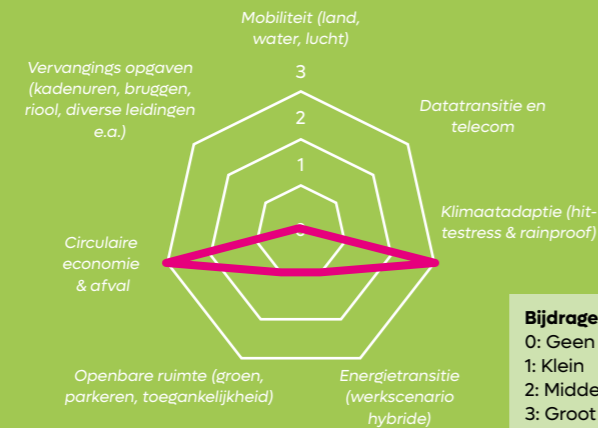 Mobiliteit (land,
water, lucht)
Vervangings opgaven
(kadenuren, bruggen,
riool, diverse leidingen
e.a.)
3
2
1
Datatransitie en
telecom
Klimaatadaptie (hit-
testress & rainproof)
Circulaire
economie
& afval
Openbare ruimte (groen,
parkeren, toegankelijkheid)
Energietransitie
(werkscenario
hybride)
Bijdrage
0: Geen
1: Klein
2: Midde
3: Groot